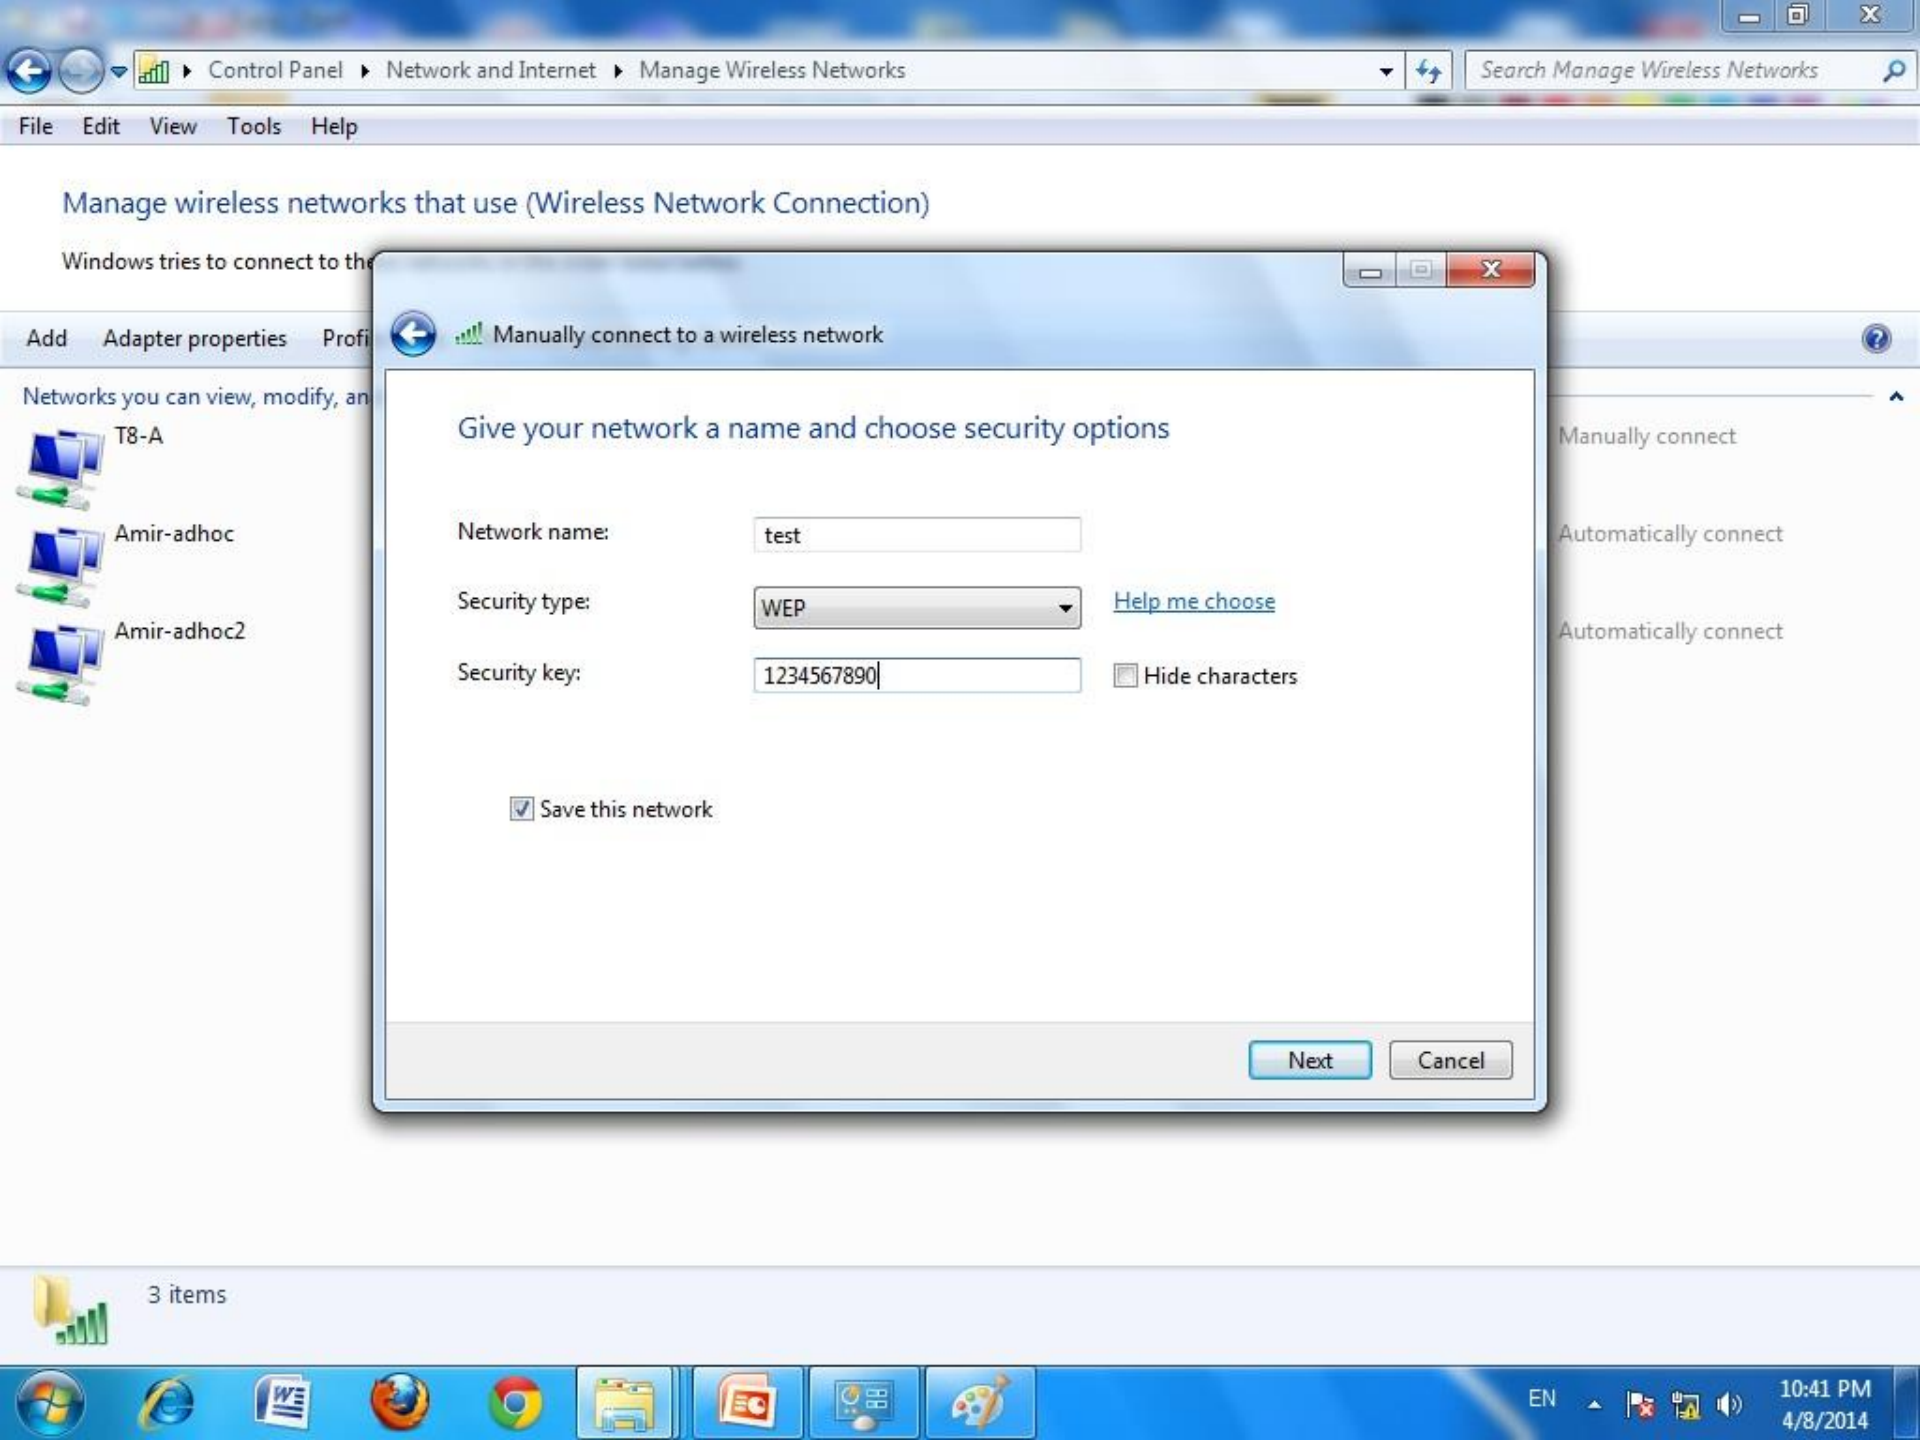 Control Panel Network and Internet Manage Wireless Networks
Search Manage Wireless Networks
File Edit View Tools Help
Manage wireless networks that use (Wireless Network Connection)
Windows tries to connect to the
Manually connect to a wireless network
Add Adapter properties Profi
Networks you can view, modify, an
T8-A
Manually connect
Amir-adhoc
Automatically connect
Amir-adhoc2
Automatically connect
Give your network a name and choose security options
Network name: test
Security type: WEP Help me choose
Security key: 1234567890 Hide characters
Save this network
Next Cancel
3 items
EN
10:41 PM
4/8/2014